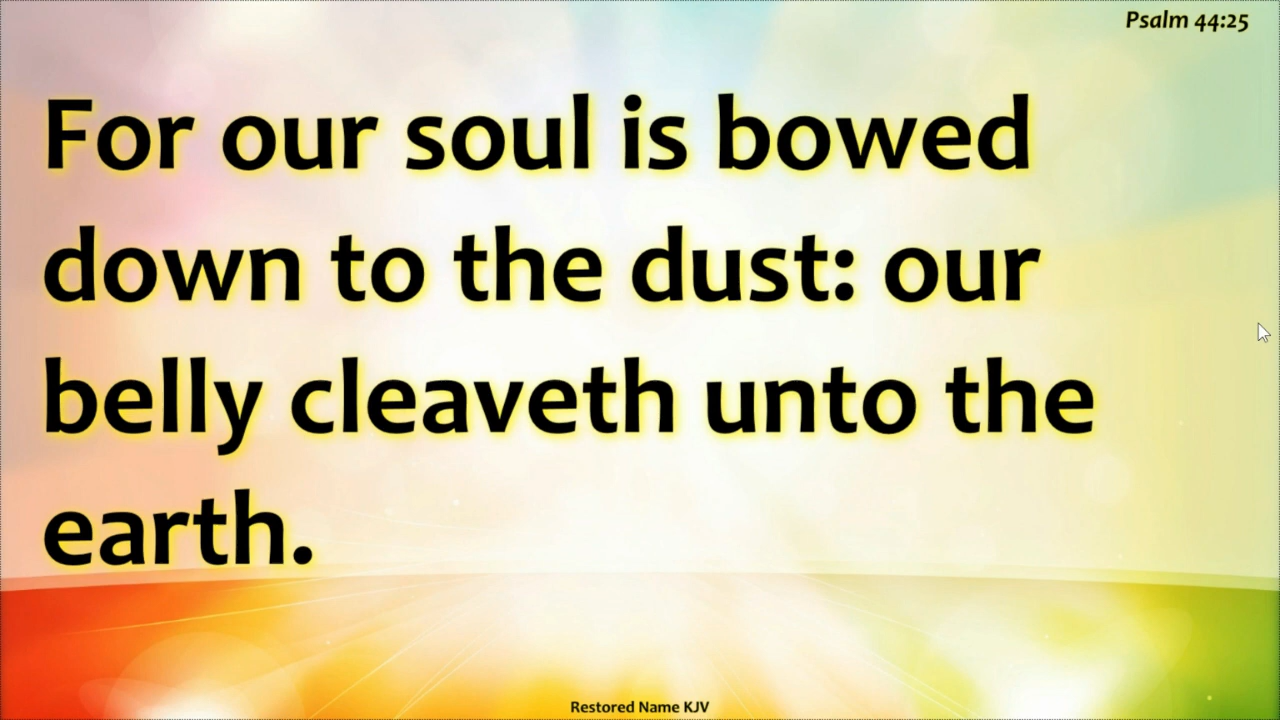 Psalm 44:25
For our soul is bowed
down to the dust: our
belly cleaveth unto the
earth.
Restored Name KJV